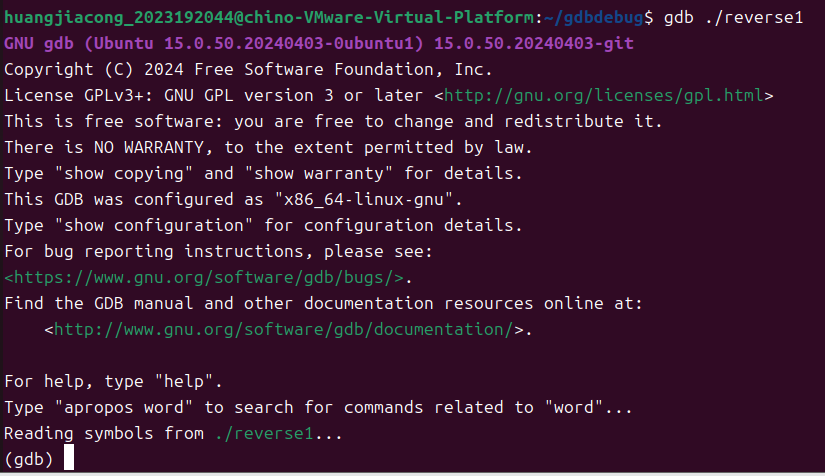 huangjiacong_2023192044@chino-VMware-Virtual-Platform:~/gdbdebug$ gdb ./reverse1
GNU gdb (Ubuntu 15.0.50.20240403-0ubuntu1) 15.0.50.20240403-git
Copyright (C) 2024 Free Software Foundation, Inc.
License GPLv3+: GNU GPL version 3 or later <http://gnu.org/licenses/gpl.html>
This is free software: you are free to change and redistribute it.
There is NO WARRANTY, to the extent permitted by law.
Type "show copying" and "show warranty" for details.
This GDB was configured as "x86_64-linux-gnu".
Type "show configuration" for configuration details.
For bug reporting instructions, please see:
<https://www.gnu.org/software/gdb/bugs/>.
Find the GDB manual and other documentation resources online at:
    <http://www.gnu.org/software/gdb/documentation/>.

For help, type "help".
Type "apropos word" to search for commands related to "word"...
Reading symbols from ./reverse1...
(gdb)